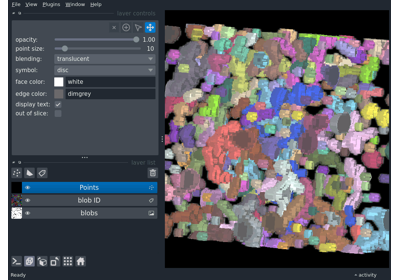 File View Plugins Window Help
layer controls
opacity: 1.00
point size: 10
blending: translucent
symbol: disc
face color: white
edge color: dimgrey
display text:
out of slice:
layer list
Points
blob ID
blobs
Ready
activity